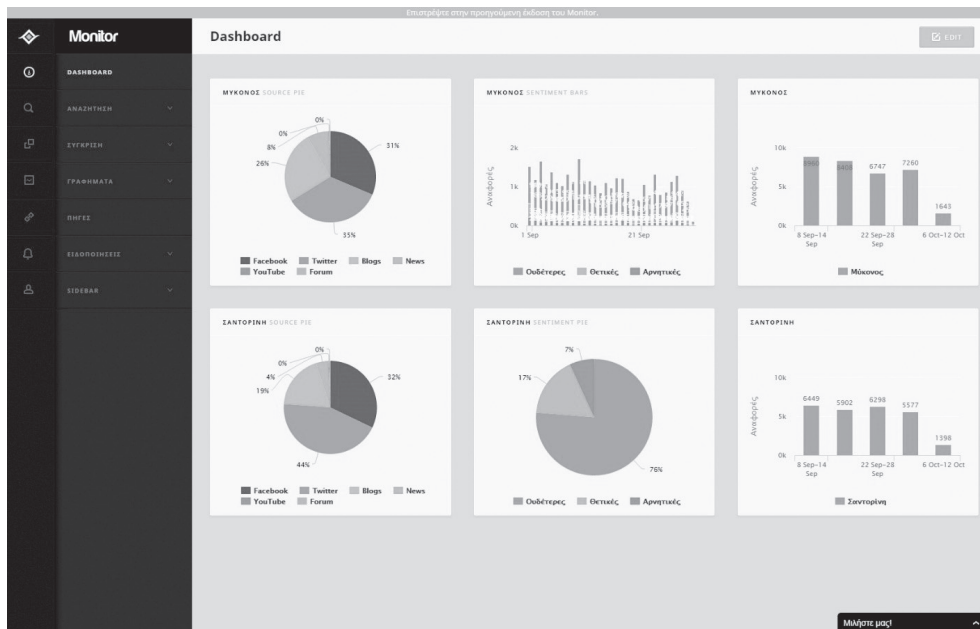 Επιστρέψτε στην προηγούμενη έκδοση του Monitor.
Monitor
Dashboard
EDIT
DASHBOARD
ΑΝΑΖΗΤΗΣΗ
ΣΥΓΚΡΙΣΗ
ΓΡΑΦΗΜΑΤΑ
ΠΗΓΕΣ
ΕΙΔΟΠΟΙΗΣΕΙΣ
SIDEBAR
ΜΥΚΟΝΟΣ SOURCE PIE
0%
0%
8%
26%
31%
35%
Facebook Twitter Blogs News
YouTube Forum
ΜΥΚΟΝΟΣ SENTIMENT BARS
Αναφορές
2k
1k
0k
1 Sep 21 Sep
Ουδέτερες Θετικές Αρνητικές
ΜΥΚΟΝΟΣ
10k
5k
0k
6747 7260
1643
8 Sep-14 Sep 22 Sep-28 Sep 6 Oct-12 Oct
Μύκονος
ΣΑΝΤΟΡΙΝΗ SOURCE PIE
0%
0%
4%
19%
32%
44%
Facebook Twitter Blogs News
YouTube Forum
ΣΑΝΤΟΡΙΝΗ SENTIMENT PIE
7%
17%
76%
Ουδέτερες Θετικές Αρνητικές
ΣΑΝΤΟΡΙΝΗ
Αναφορές
10k
5k
0k
6449 5902 6298 5577
1398
8 Sep-14 Sep 22 Sep-28 Sep 6 Oct-12 Oct
Σαντορίνη
Μιλήστε μας!